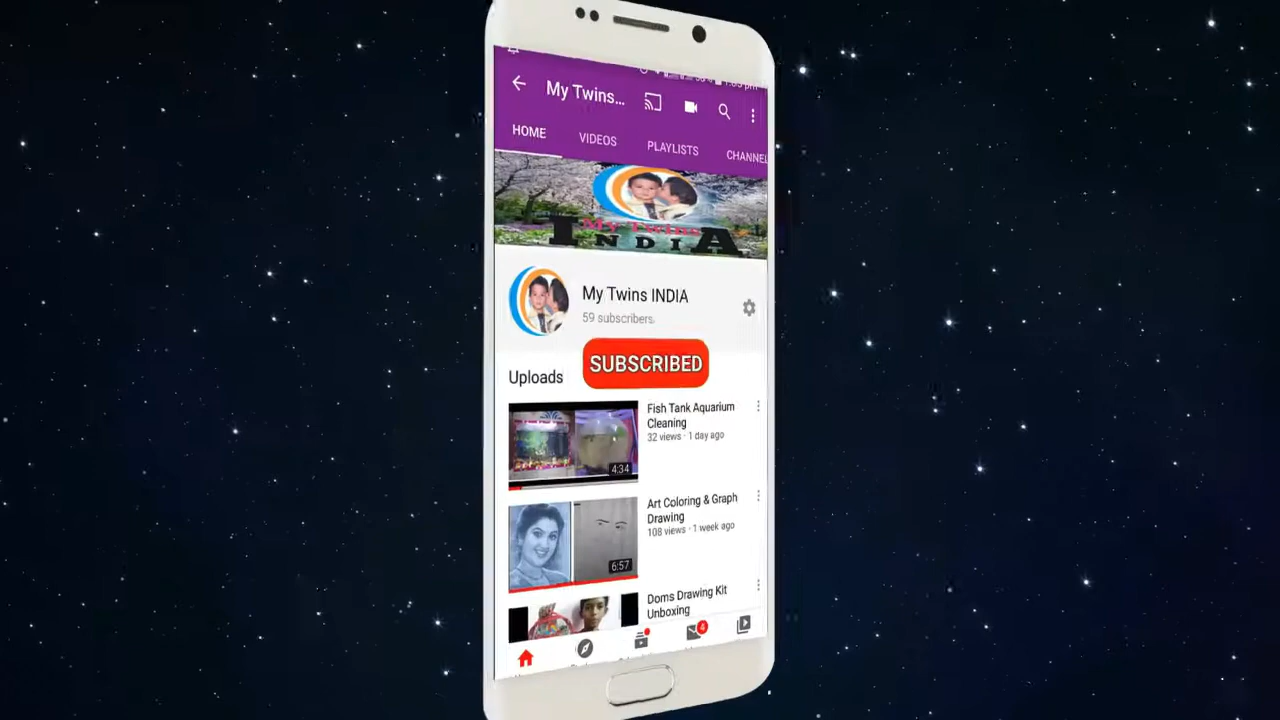 My Twins...
HOME VIDEOS PLAYLISTS CHANNEL
My Twins
INDIA
My Twins INDIA
59 subscribers
SUBSCRIBED
Uploads
Fish Tank Aquarium
Cleaning
32 views · 1 day ago
4:34
Art Coloring & Graph
Drawing
108 views · 1 week ago
6:57
Doms Drawing Kit
Unboxing
4